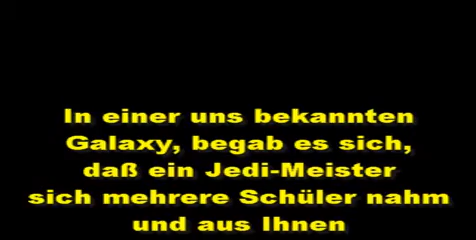 In einer uns bekannten
Galaxy, begab es sich,
daß ein Jedi-Meister
sich mehrere Schüler nahm
und aus Ihnen